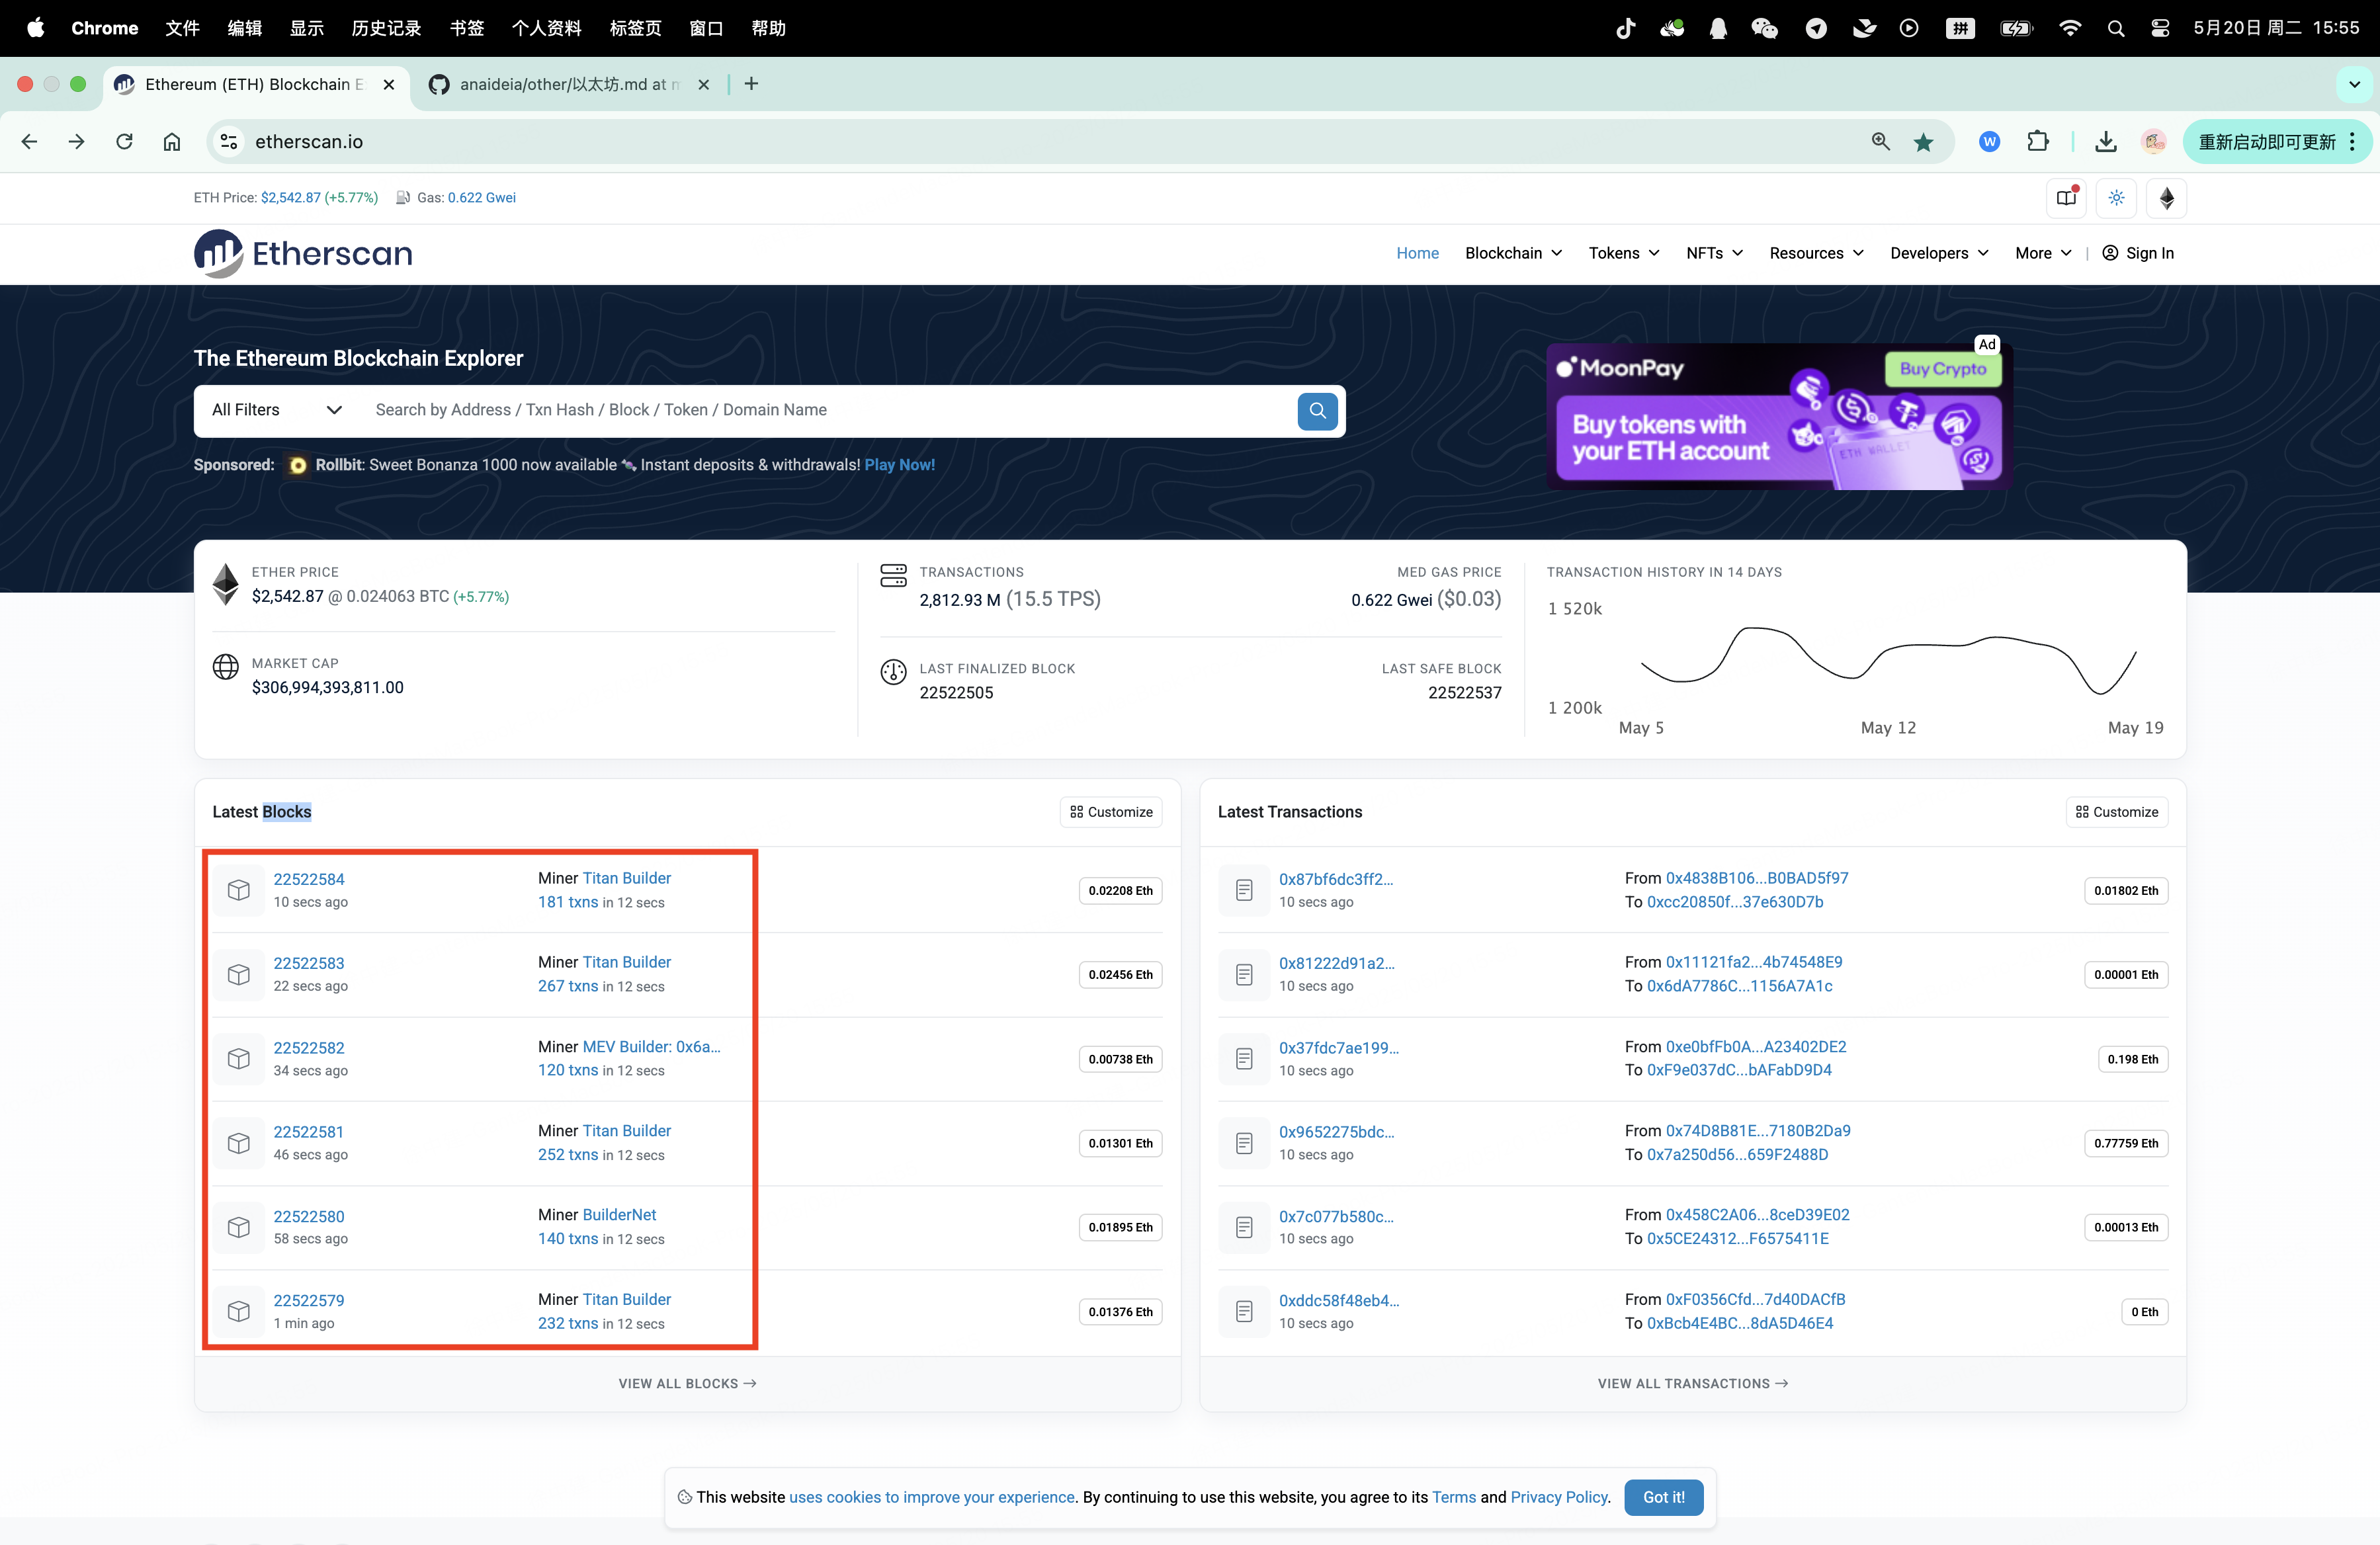 Chrome 文件 编辑 显示 历史记录 书签 个人资料 标签页 窗口 帮助 拼 5月20日 周二 15:55
Ethereum (ETH) Blockchain E anaideia/other/以太坊.md at m
etherscan.io W 重新启动即可更新
ETH Price: $2,542.87 (+5.77%) Gas: 0.622 Gwei
Etherscan
Home Blockchain Tokens NFTs Resources Developers More | Sign In
The Ethereum Blockchain Explorer
All Filters Search by Address / Txn Hash / Block / Token / Domain Name
Sponsored: Rollbit: Sweet Bonanza 1000 now available Instant deposits & withdrawals! Play Now!
Ad
MoonPay Buy Crypto
Buy tokens with
your ETH account
ETH WALLET
ETHER PRICE
$2,542.87 @ 0.024063 BTC (+5.77%)
MARKET CAP
$306,994,393,811.00
TRANSACTIONS
2,812.93 M (15.5 TPS)
MED GAS PRICE
0.622 Gwei ($0.03)
LAST FINALIZED BLOCK
22522505
LAST SAFE BLOCK
22522537
TRANSACTION HISTORY IN 14 DAYS
1 520k
1 200k
May 5 May 12 May 19
Latest Blocks Customize
22522584 Miner Titan Builder
10 secs ago 181 txns in 12 secs 0.02208 Eth
22522583 Miner Titan Builder
22 secs ago 267 txns in 12 secs 0.02456 Eth
22522582 Miner MEV Builder: 0x6a...
34 secs ago 120 txns in 12 secs 0.00738 Eth
22522581 Miner Titan Builder
46 secs ago 252 txns in 12 secs 0.01301 Eth
22522580 Miner BuilderNet
58 secs ago 140 txns in 12 secs 0.01895 Eth
22522579 Miner Titan Builder
1 min ago 232 txns in 12 secs 0.01376 Eth
VIEW ALL BLOCKS →
Latest Transactions Customize
0x87bf6dc3ff2... From 0x4838B106...B0BAD5f97
10 secs ago To 0xcc20850f...37e630D7b 0.01802 Eth
0x81222d91a2... From 0x11121fa2...4b74548E9
10 secs ago To 0x6dA7786C...1156A7A1c 0.00001 Eth
0x37fdc7ae199... From 0xe0bfFb0A...A23402DE2
10 secs ago To 0xF9e037dC...bAFabD9D4 0.198 Eth
0x9652275bdc... From 0x74D8B81E...7180B2Da9
10 secs ago To 0x7a250d56...659F2488D 0.77759 Eth
0x7c077b580c... From 0x458C2A06...8ceD39E02
10 secs ago To 0x5CE24312...F6575411E 0.00013 Eth
0xddc58f48eb4... From 0xF0356Cfd...7d40DACfB
10 secs ago To 0xBcb4E4BC...8dA5D46E4 0 Eth
VIEW ALL TRANSACTIONS →
This website uses cookies to improve your experience. By continuing to use this website, you agree to its Terms and Privacy Policy. Got it!